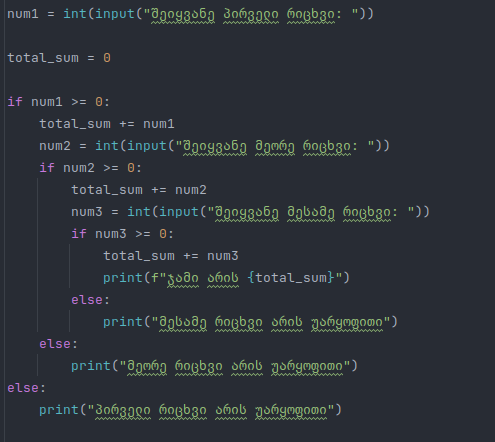 num1 = int(input("შეიყვანე პირველი რიცხვი: "))
total_sum = 0
if num1 >= 0:
    total_sum += num1
    num2 = int(input("შეიყვანე მეორე რიცხვი: "))
    if num2 >= 0:
        total_sum += num2
        num3 = int(input("შეიყვანე მესამე რიცხვი: "))
        if num3 >= 0:
            total_sum += num3
            print(f"ჯამი არის {total_sum}")
        else:
            print("მესამე რიცხვი არის უარყოფითი")
    else:
        print("მეორე რიცხვი არის უარყოფითი")
else:
    print("პირველი რიცხვი არის უარყოფითი")